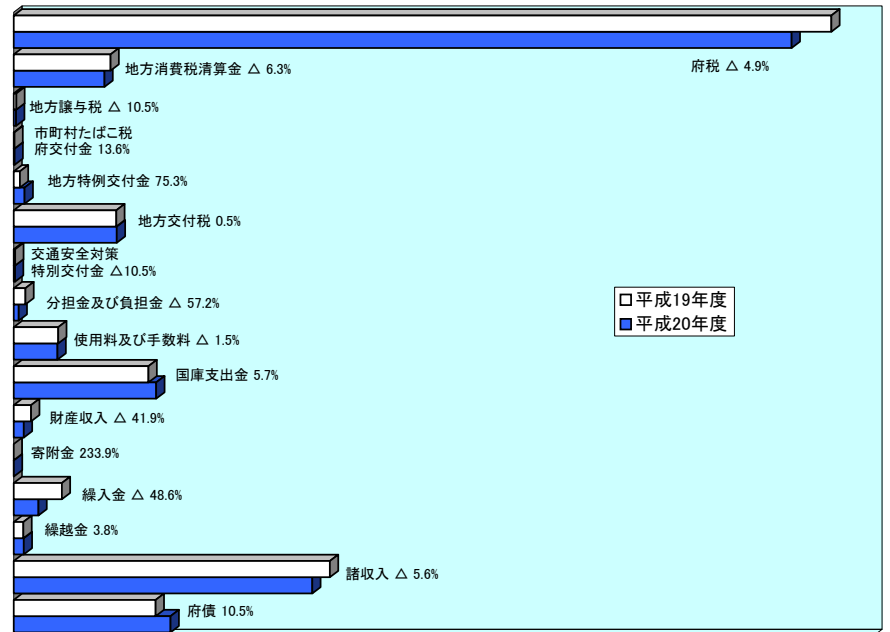 府税 △ 4.9%
地方消費税清算金 △ 6.3%
地方譲与税 △ 10.5%
市町村たばこ税
府交付金 13.6%
地方特例交付金 75.3%
地方交付税 0.5%
交通安全対策
特別交付金 △10.5%
分担金及び負担金 △ 57.2%
平成19年度
平成20年度
使用料及び手数料 △ 1.5%
国庫支出金 5.7%
財産収入 △ 41.9%
寄附金 233.9%
繰入金 △ 48.6%
繰越金 3.8%
諸収入 △ 5.6%
府債 10.5%